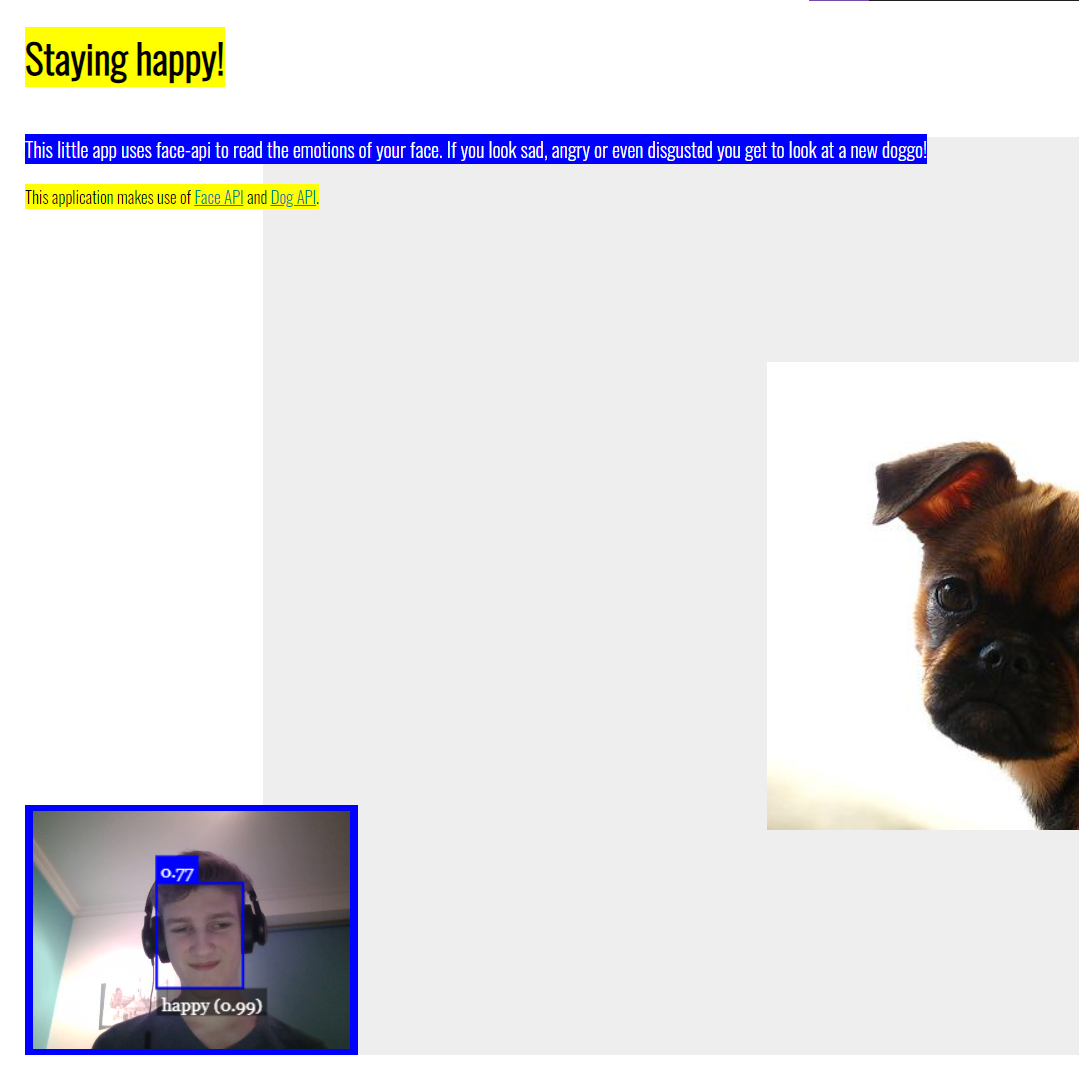 Staying happy!
This little app uses face-api to read the emotions of your face. If you look sad, angry or even disgusted you get to look at a new doggo!
This application makes use of Face API and Dog API.
0.77
happy (0.99)